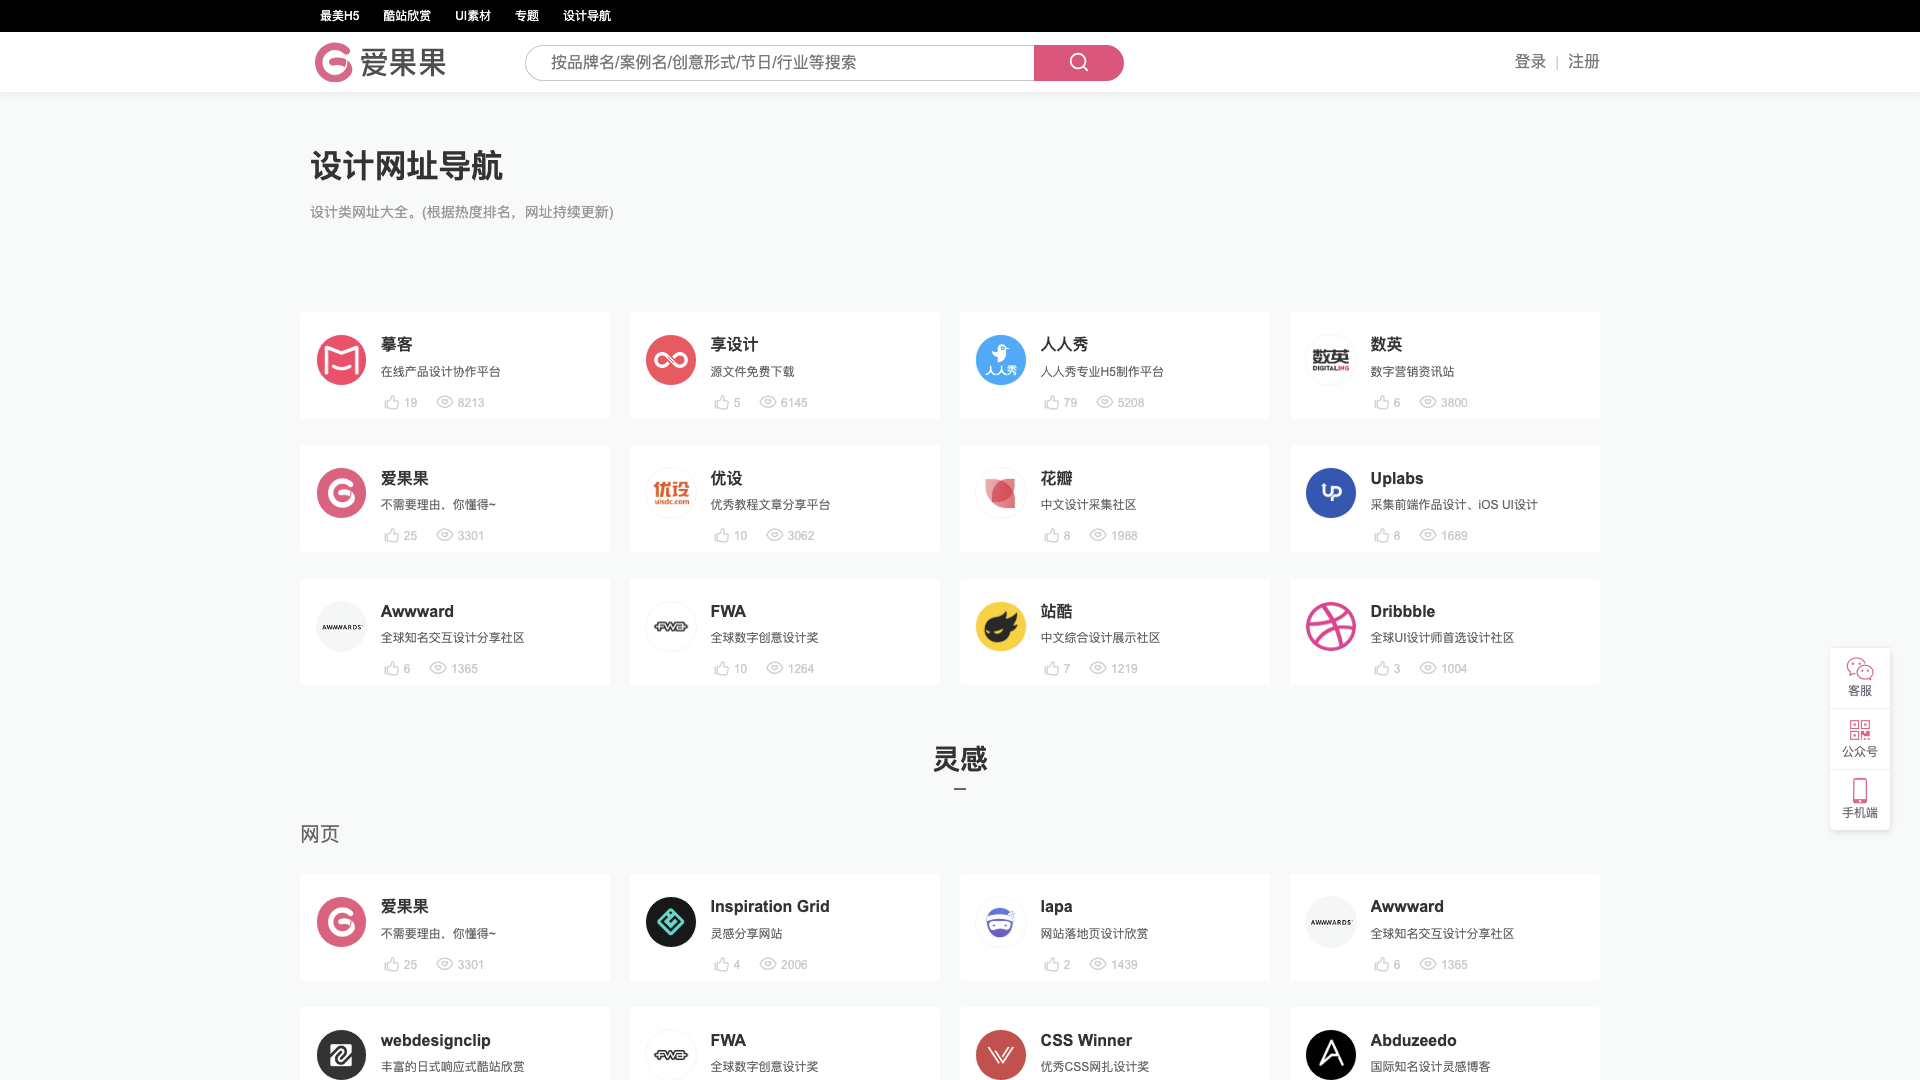 最美H5 酷站欣赏 UI素材 专题 设计导航
爱果果 按品牌名/案例名/创意形式/节日/行业等搜索 登录 | 注册
设计网址导航
设计类网址大全。(根据热度排名，网址持续更新)
摹客
在线产品设计协作平台
19 8213
享设计
源文件免费下载
5 6145
人人秀
人人秀
人人秀专业H5制作平台
79 5208
数英
DIGITALING
数英
数字营销资讯站
6 3800
爱果果
不需要理由，你懂得~
25 3301
优设
uisdc.com
优设
优秀教程文章分享平台
10 3062
花瓣
中文设计采集社区
8 1988
UP
Uplabs
采集前端作品设计、iOS UI设计
8 1689
AWWWARDS
Awwward
全球知名交互设计分享社区
6 1365
FWA
FWA
全球数字创意设计奖
10 1264
站酷
中文综合设计展示社区
7 1219
Dribbble
全球UI设计师首选设计社区
3 1004
灵感
网页
爱果果
不需要理由，你懂得~
25 3301
Inspiration Grid
灵感分享网站
4 2006
lapa
网站落地页设计欣赏
2 1439
AWWWARDS
Awwward
全球知名交互设计分享社区
6 1365
webdesignclip
丰富的日式响应式酷站欣赏
FWA
FWA
全球数字创意设计奖
CSS Winner
优秀CSS网扎设计奖
Abduzeedo
国际知名设计灵感博客
客服
公众号
手机端